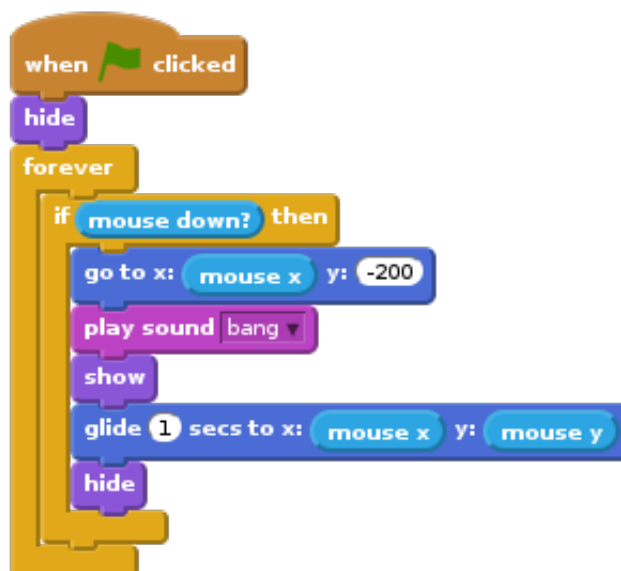 when clicked
hide
forever
if mouse down? then
go to x: mouse x y: -200
play sound bang
show
glide 1 secs to x: mouse x y: mouse y
hide